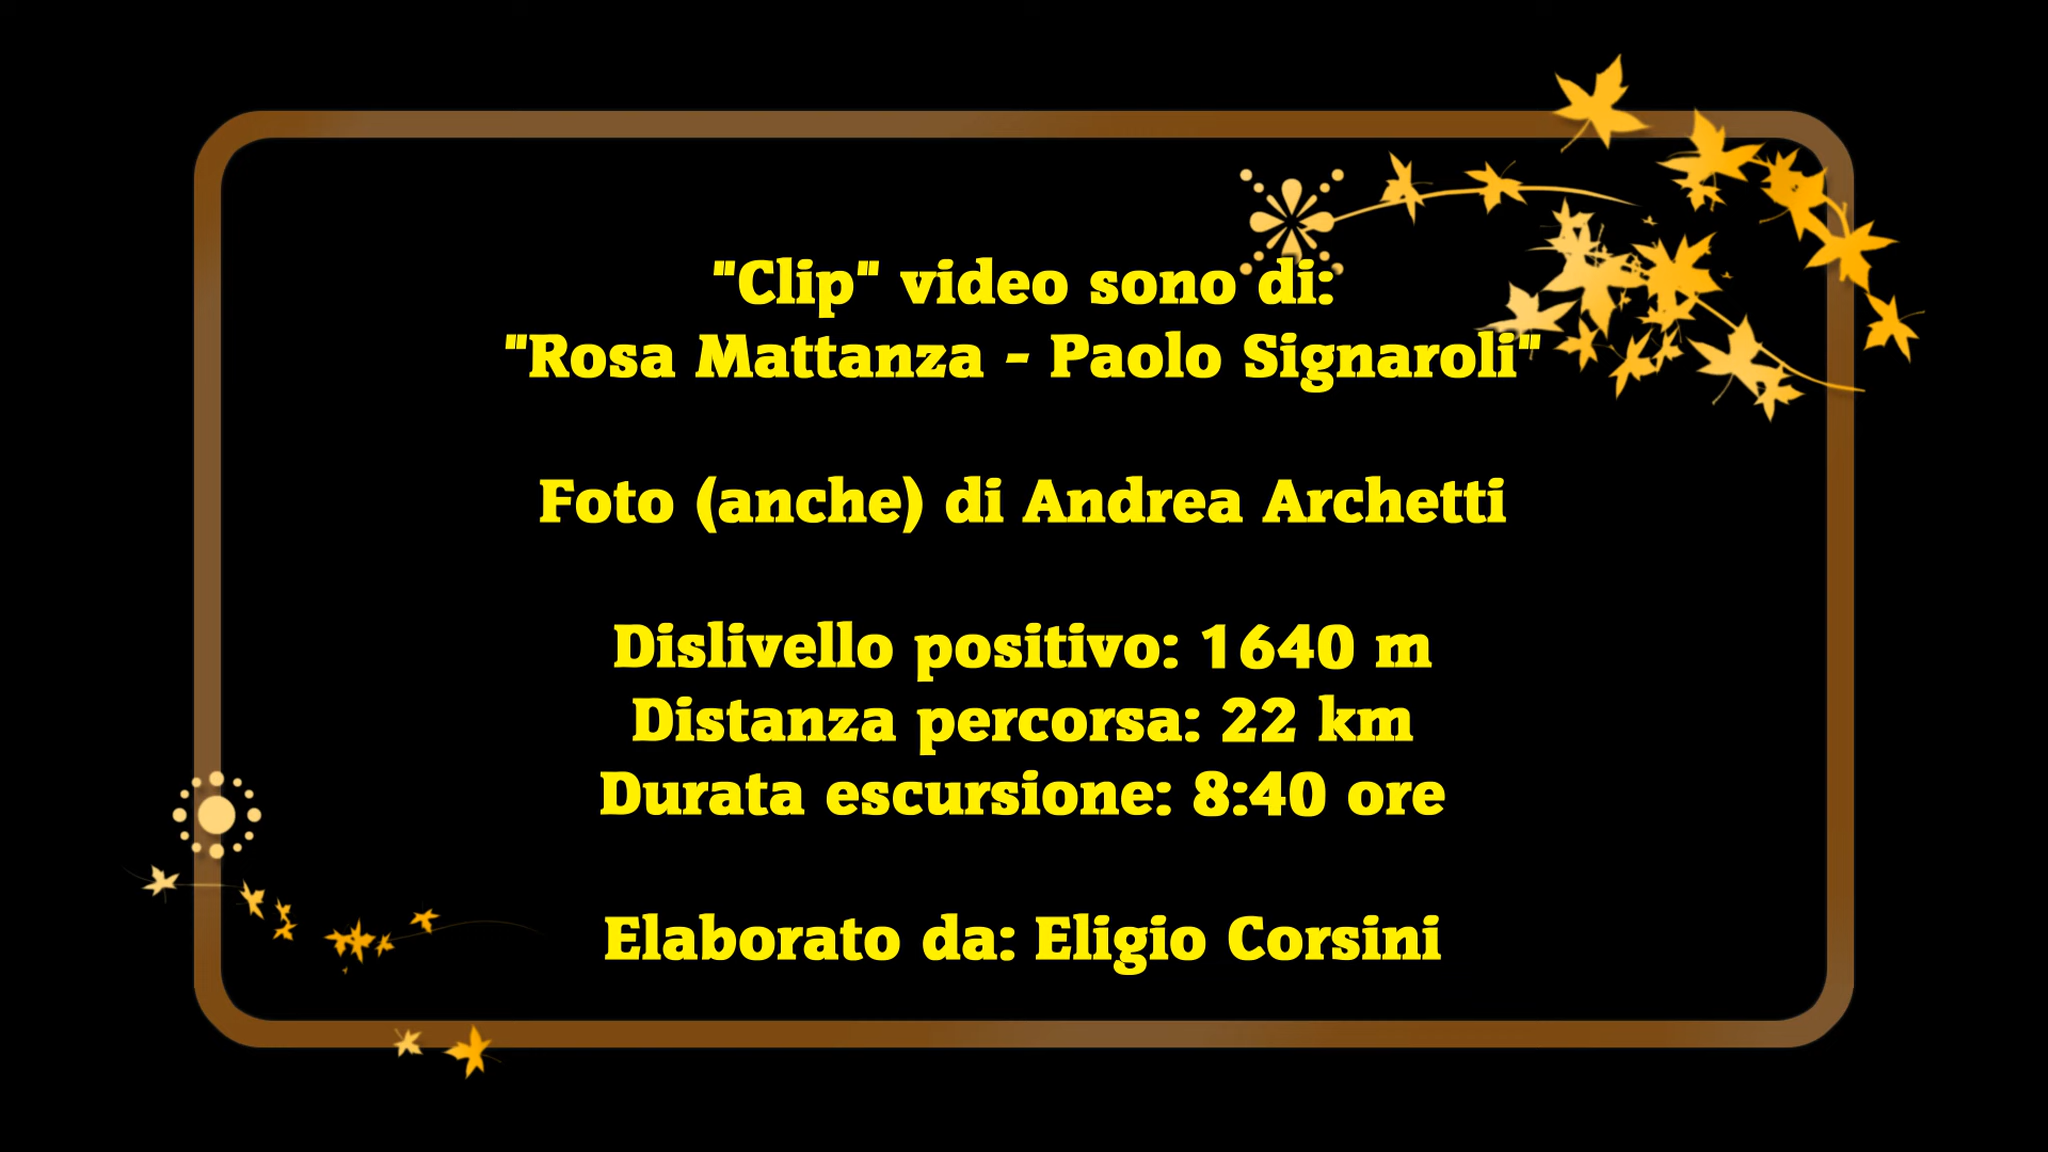 "Clip" video sono di:
"Rosa Mattanza - Paolo Signaroli"
Foto (anche) di Andrea Archetti
Dislivello positivo: 1640 m
Distanza percorsa: 22 km
Durata escursione: 8:40 ore
Elaborato da: Eligio Corsini